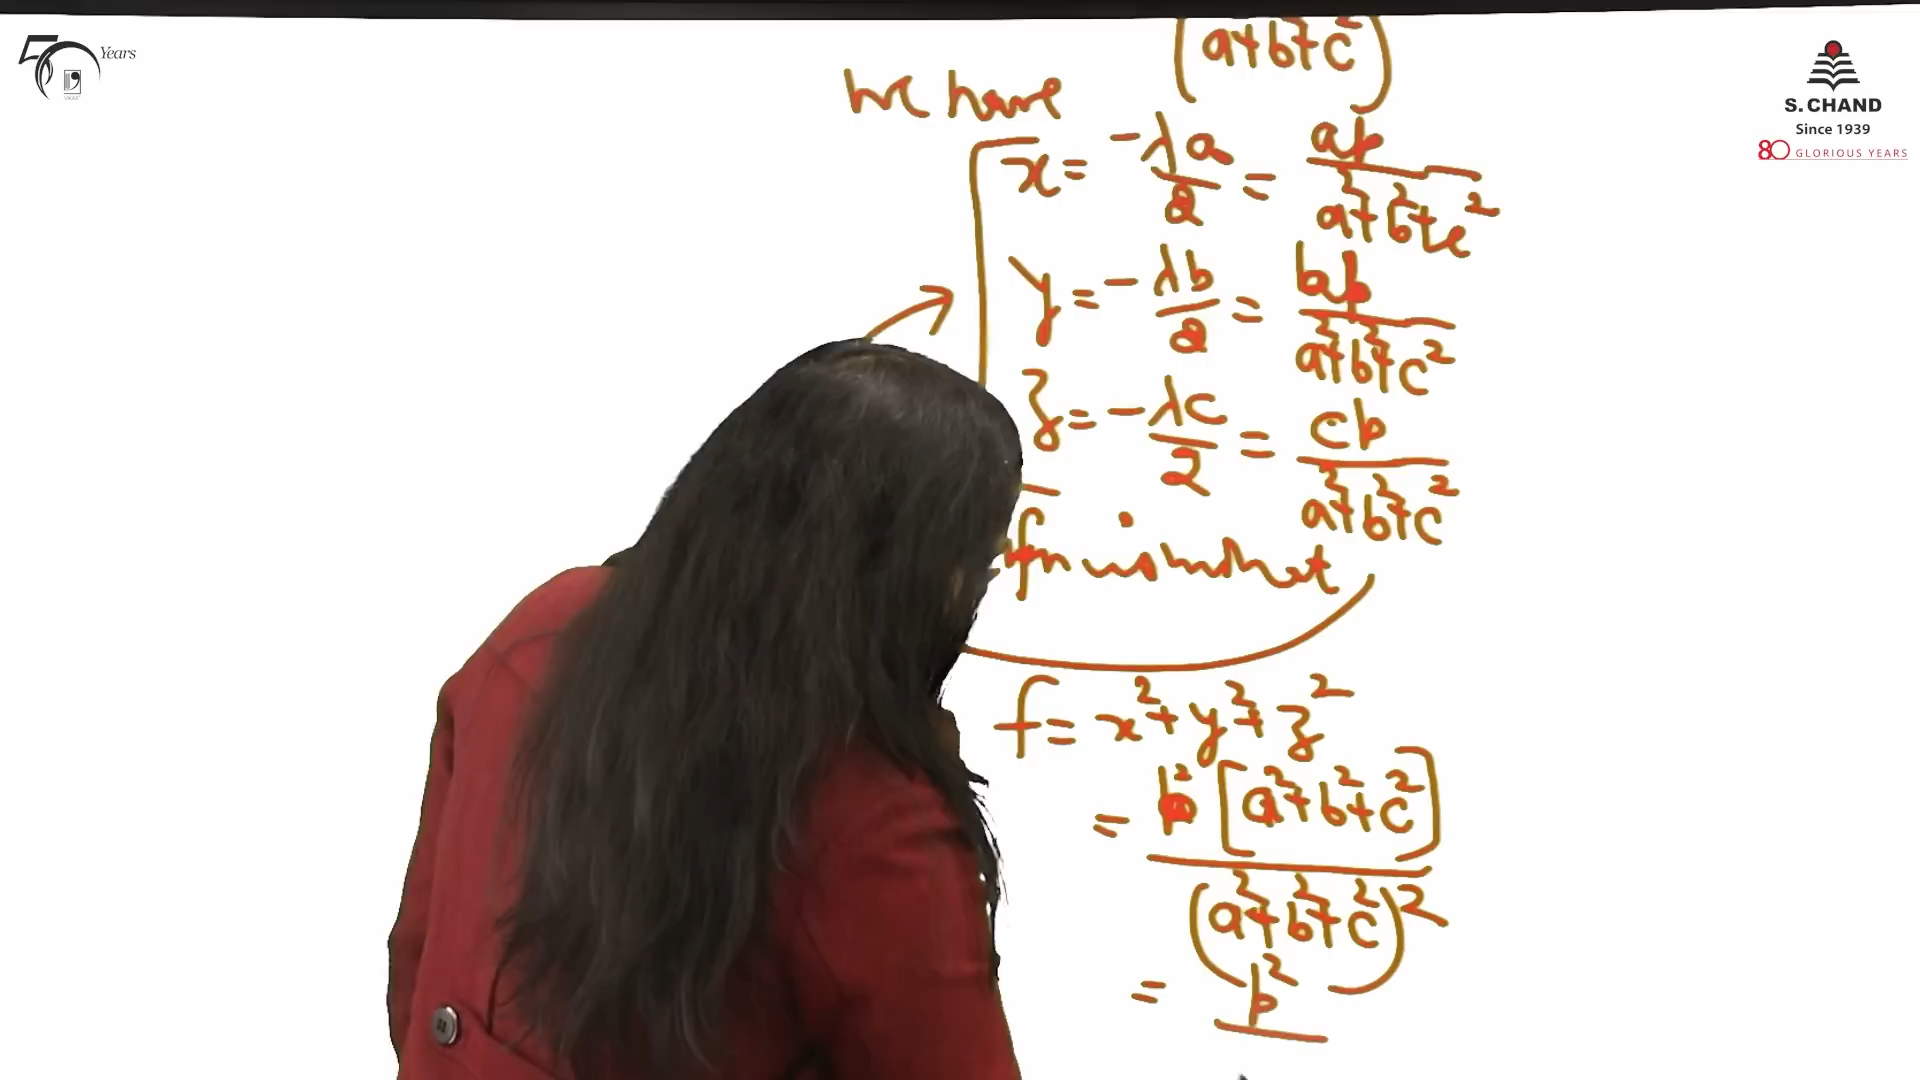 50 Years
VIKAS
S. CHAND
Since 1939
80 GLORIOUS YEARS
(a²+b²+c²)
We have
x = -λa/2 = ap/(a²+b²+c²)
y = -λb/2 = bp/(a²+b²+c²)
z = -λc/2 = cp/(a²+b²+c²)
f = x²+y²+z²
= p²[a²+b²+c²]/(a²+b²+c²)²
= p²